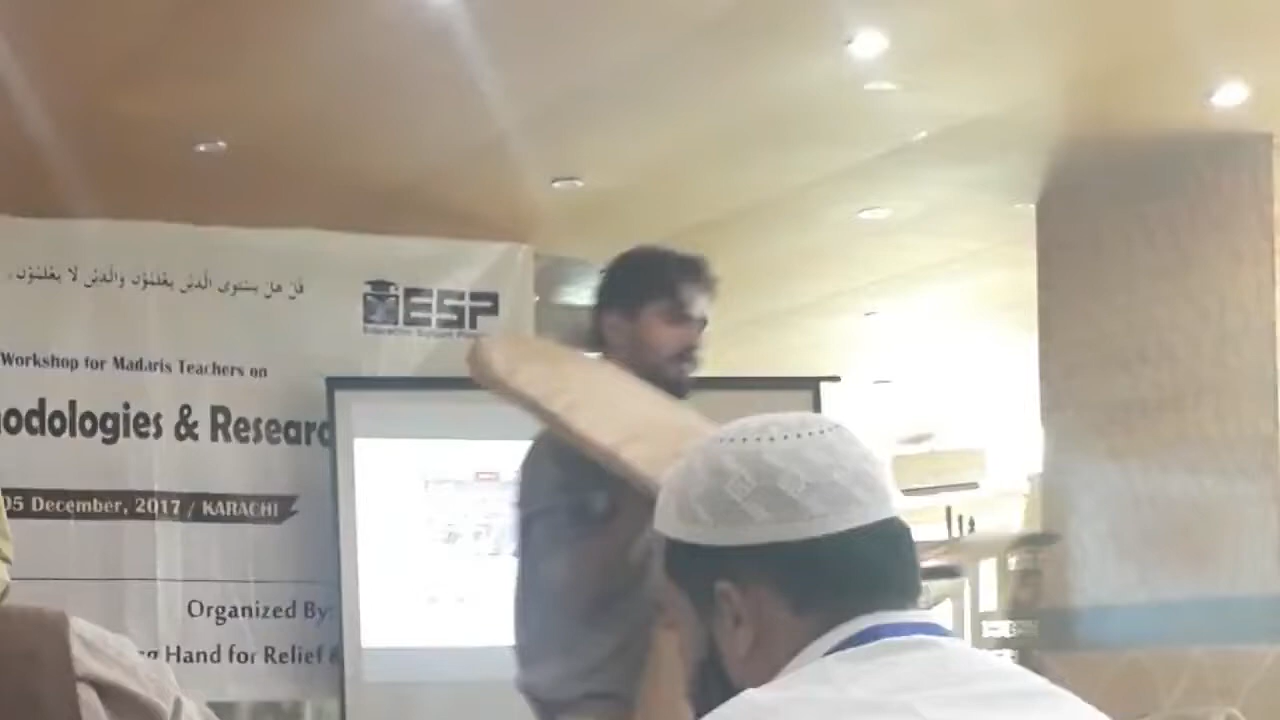 قل هل يستوى الذين يعلمون والذين لا يعلمون
ESP
Workshop for Madaris Teachers on
odologies & Researc
05 December, 2017 / KARACHI
Organized By:
Hand for Relief &